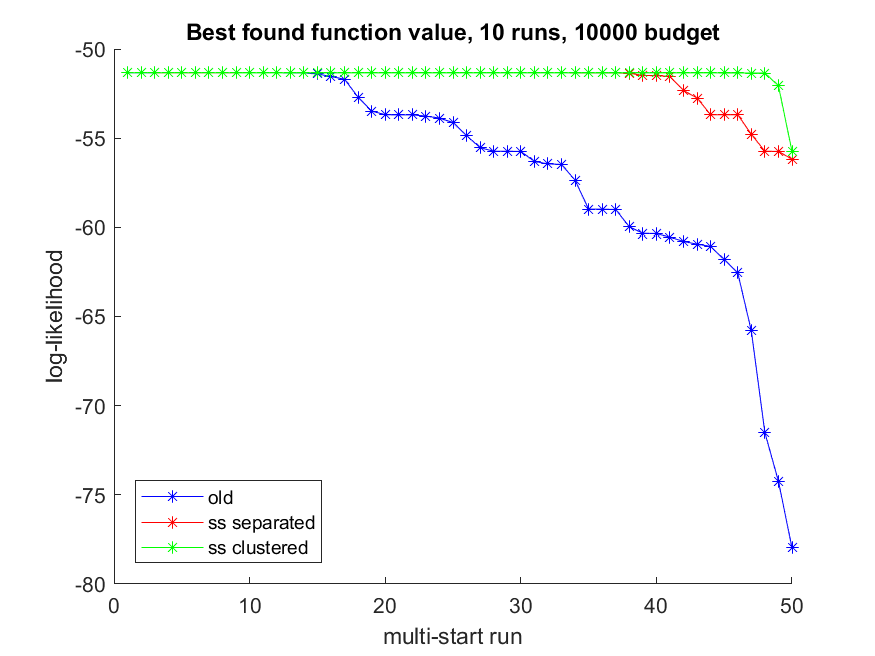 Best found function value, 10 runs, 10000 budget
-50
-55
-60
-65
-70
-75
-80
log-likelihood
old
ss separated
ss clustered
0
10
20
30
40
50
multi-start run